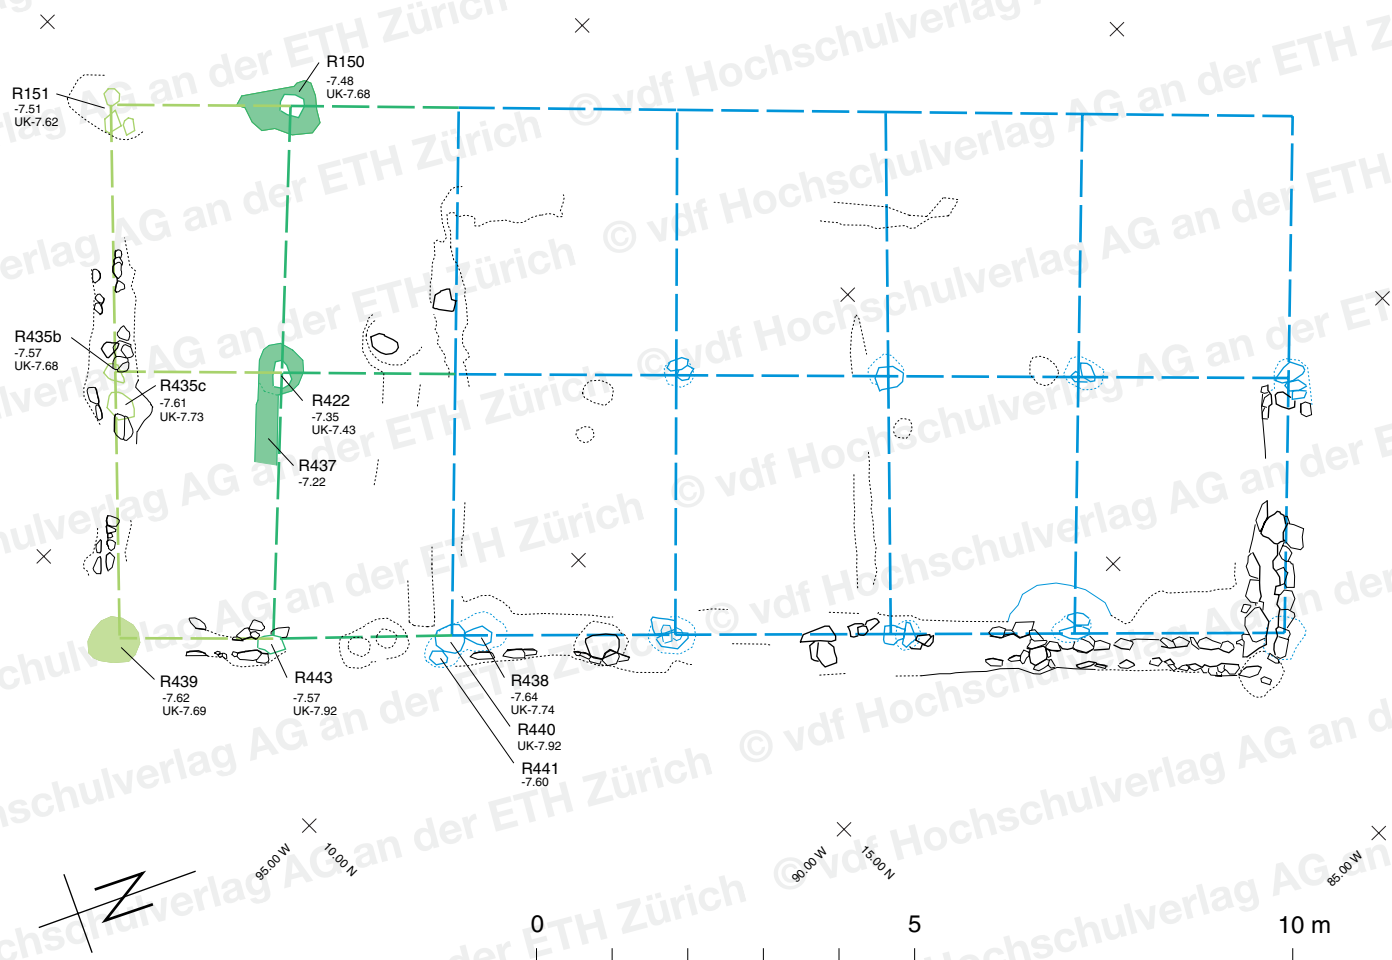 R150
-7.48
UK-7.68
R151
-7.51
UK-7.62
R435b
-7.57
UK-7.68
R435c
-7.61
UK-7.73
R422
-7.35
UK-7.43
R437
-7.22
R439
-7.62
UK-7.69
R443
-7.57
UK-7.92
R438
-7.64
UK-7.74
R440
UK-7.92
R441
-7.60
95.00 W
10.00 N
90.00 W
15.00 N
85.00 W
N
0
5
10 m
© vdf Hochschulverlag AG an der ETH Zürich